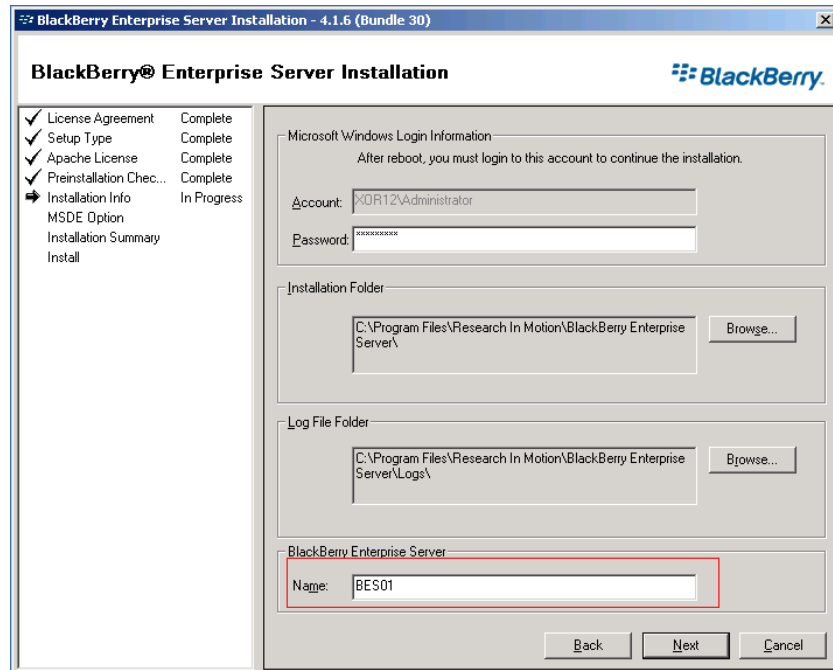 BlackBerry Enterprise Server Installation - 4.1.6 (Bundle 30)
BlackBerry® Enterprise Server Installation
BlackBerry.
License Agreement Complete
Setup Type Complete
Apache License Complete
Preinstallation Chec... Complete
Installation Info In Progress
MSDE Option
Installation Summary
Install
Microsoft Windows Login Information
After reboot, you must login to this account to continue the installation.
Account: XOR12\Administrator
Password: *********
Installation Folder
C:\Program Files\Research In Motion\BlackBerry Enterprise
Server\
Browse...
Log File Folder
C:\Program Files\Research In Motion\BlackBerry Enterprise
Server\Logs\
Browse...
BlackBerry Enterprise Server
Name: BES01
Back Next Cancel